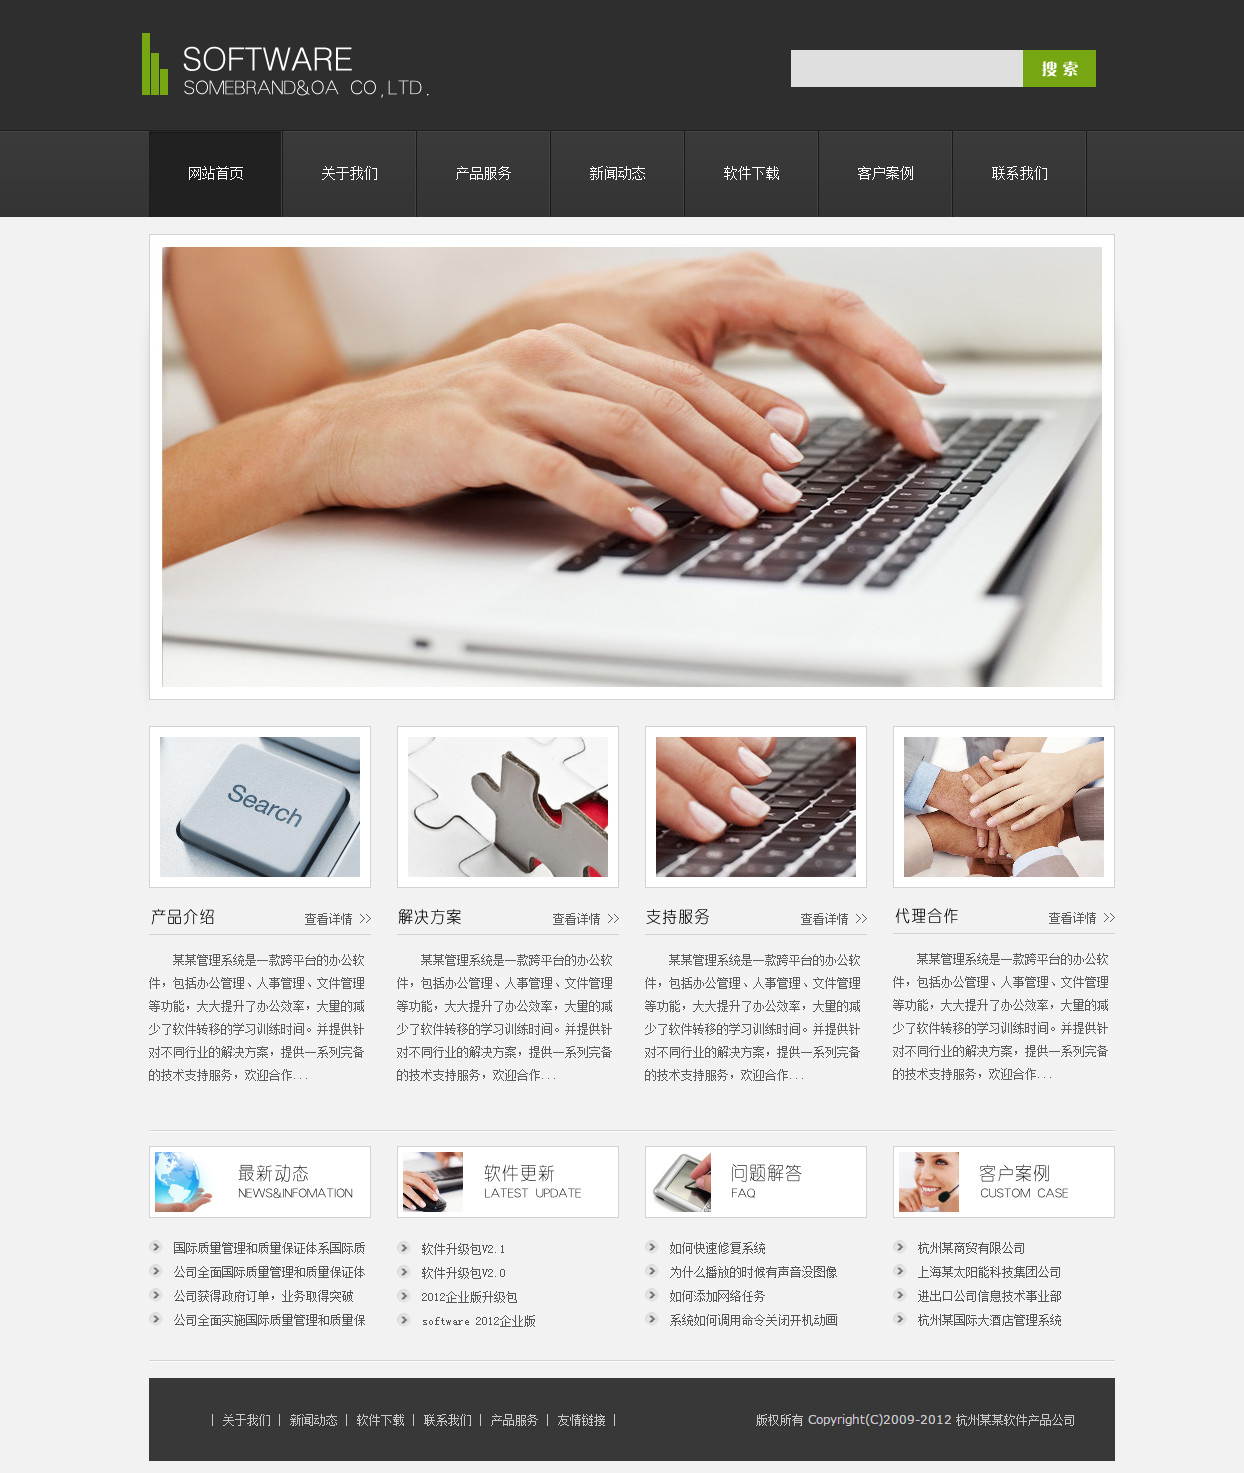 SOFTWARE
SOMEBRAND&OA CO,LTD.
搜 索
网站首页 关于我们 产品服务 新闻动态 软件下载 客户案例 联系我们
Search
产品介绍 查看详情
某某管理系统是一款跨平台的办公软
件，包括办公管理、人事管理、文件管理
等功能，大大提升了办公效率，大量的减
少了软件转移的学习训练时间。并提供针
对不同行业的解决方案，提供一系列完备
的技术支持服务，欢迎合作...
解决方案 查看详情
某某管理系统是一款跨平台的办公软
件，包括办公管理、人事管理、文件管理
等功能，大大提升了办公效率，大量的减
少了软件转移的学习训练时间。并提供针
对不同行业的解决方案，提供一系列完备
的技术支持服务，欢迎合作...
支持服务 查看详情
某某管理系统是一款跨平台的办公软
件，包括办公管理、人事管理、文件管理
等功能，大大提升了办公效率，大量的减
少了软件转移的学习训练时间。并提供针
对不同行业的解决方案，提供一系列完备
的技术支持服务，欢迎合作...
代理合作 查看详情
某某管理系统是一款跨平台的办公软
件，包括办公管理、人事管理、文件管理
等功能，大大提升了办公效率，大量的减
少了软件转移的学习训练时间。并提供针
对不同行业的解决方案，提供一系列完备
的技术支持服务，欢迎合作...
最新动态
NEWS&INFOMATION
国际质量管理和质量保证体系国际质
公司全面国际质量管理和质量保证体
公司获得政府订单，业务取得突破
公司全面实施国际质量管理和质量保
软件更新
LATEST UPDATE
软件升级包V2.1
软件升级包V2.0
2012企业版升级包
software 2012企业版
问题解答
FAQ
如何快速修复系统
为什么播放的时候有声音没图像
如何添加网络任务
系统如何调用命令关闭开机动画
客户案例
CUSTOM CASE
杭州某商贸有限公司
上海某太阳能科技集团公司
进出口公司信息技术事业部
杭州某国际大酒店管理系统
| 关于我们 | 新闻动态 | 软件下载 | 联系我们 | 产品服务 | 友情链接 |
版权所有 Copyright(C)2009-2012 杭州某某软件产品公司